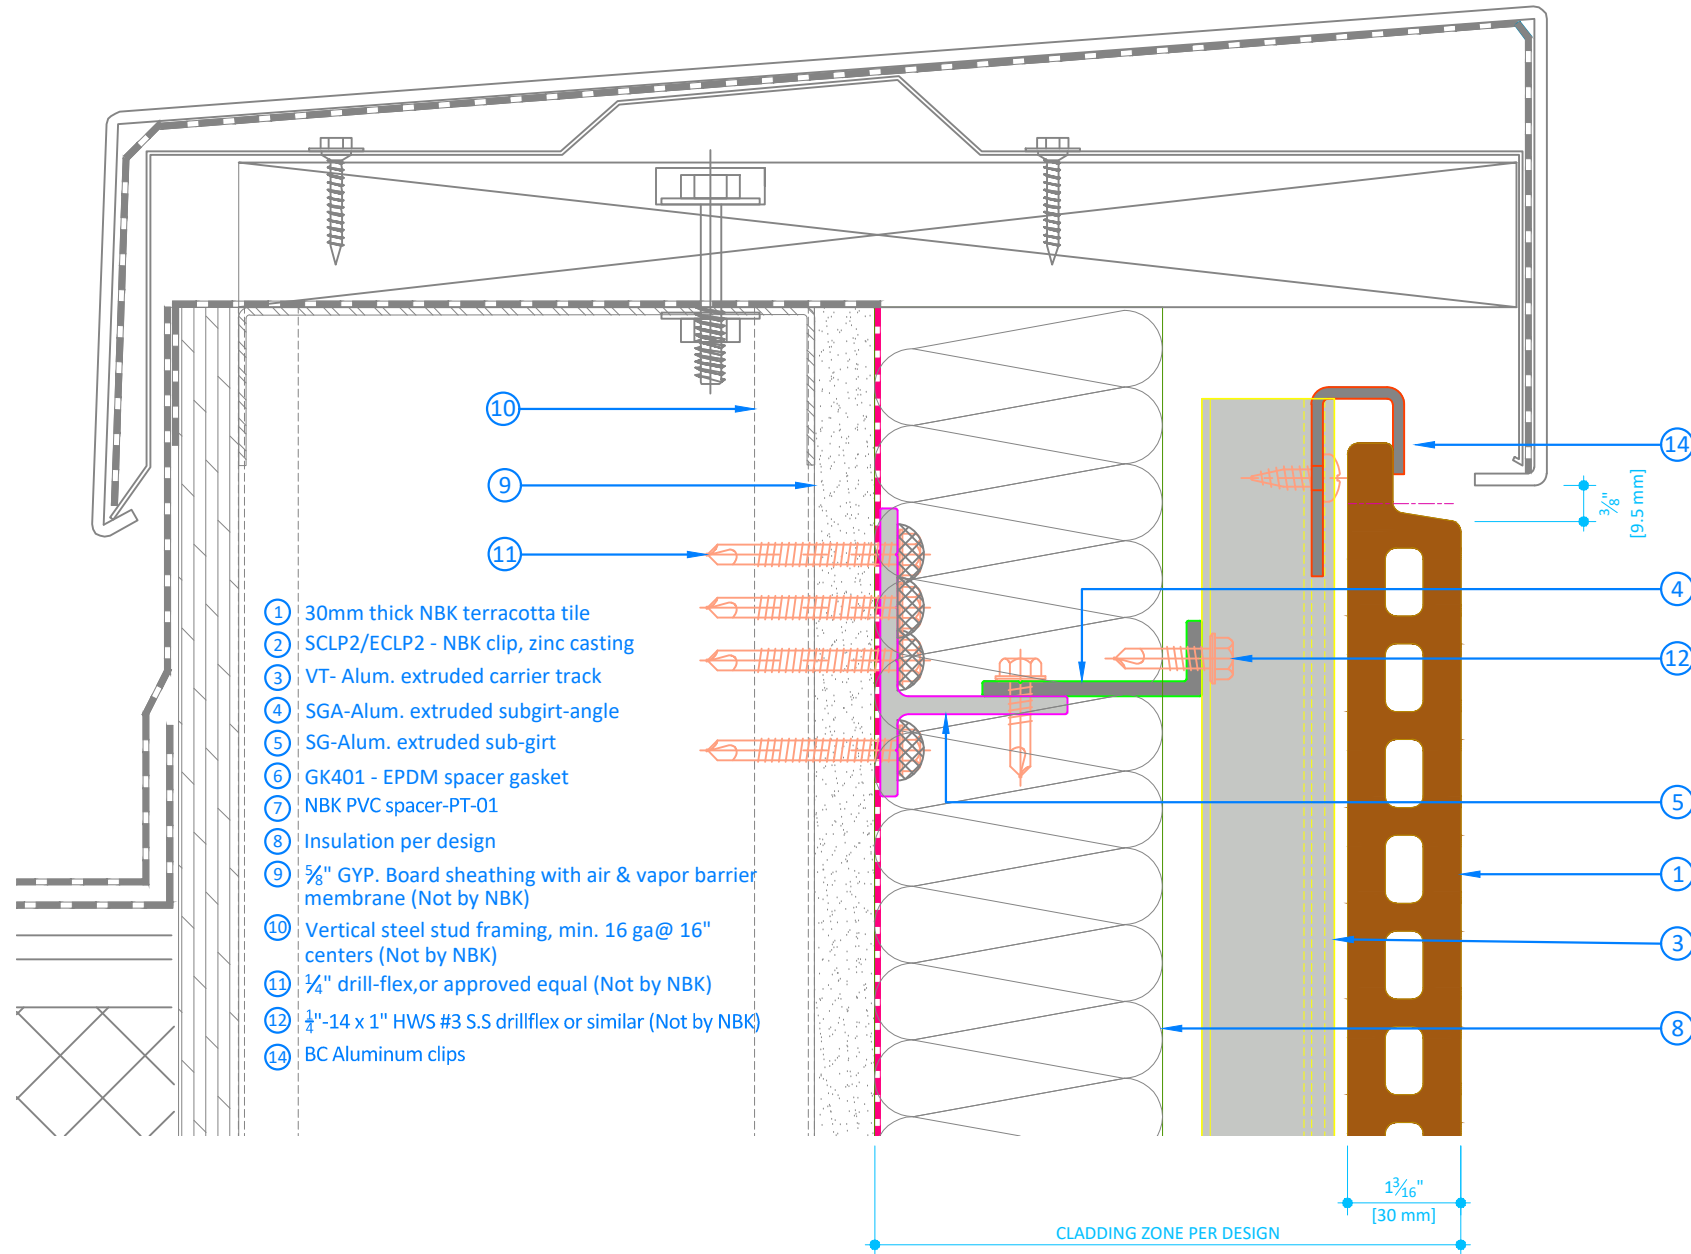 10
9
11
14
3/8"
[9.5 mm]
4
12
5
1
3
8
1 30mm thick NBK terracotta tile
2 SCLP2/ECLP2 - NBK clip, zinc casting
3 VT- Alum. extruded carrier track
4 SGA-Alum. extruded subgirt-angle
5 SG-Alum. extruded sub-girt
6 GK401 - EPDM spacer gasket
7 NBK PVC spacer-PT-01
8 Insulation per design
9 5/8" GYP. Board sheathing with air & vapor barrier
membrane (Not by NBK)
10 Vertical steel stud framing, min. 16 ga@ 16"
centers (Not by NBK)
11 1/4" drill-flex,or approved equal (Not by NBK)
12 1/4"-14 x 1" HWS #3 S.S drillflex or similar (Not by NBK)
14 BC Aluminum clips
1 3/16"
[30 mm]
CLADDING ZONE PER DESIGN